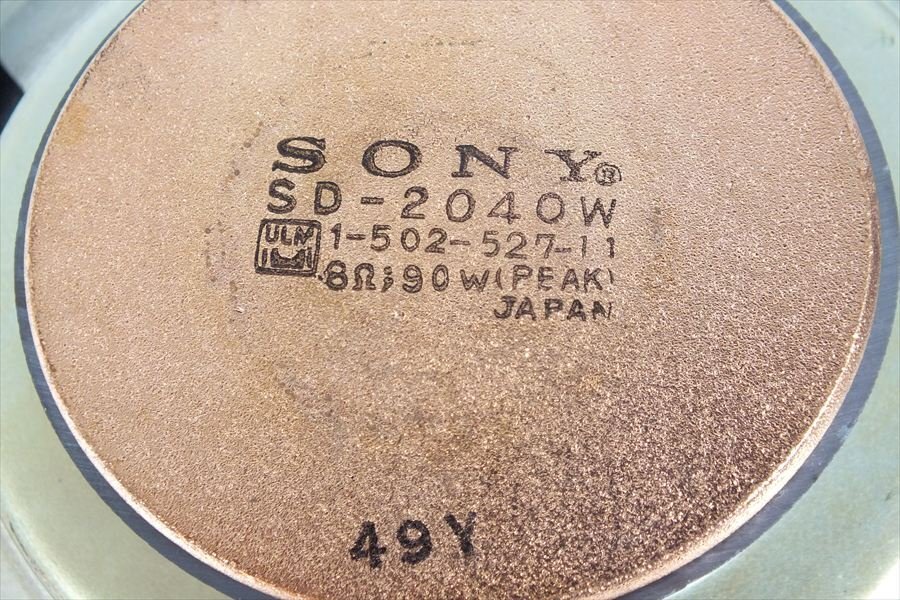 SONY®
SD-2040W
ULM 1-502-527-11
8Ω; 90W(PEAK)
JAPAN
49Y